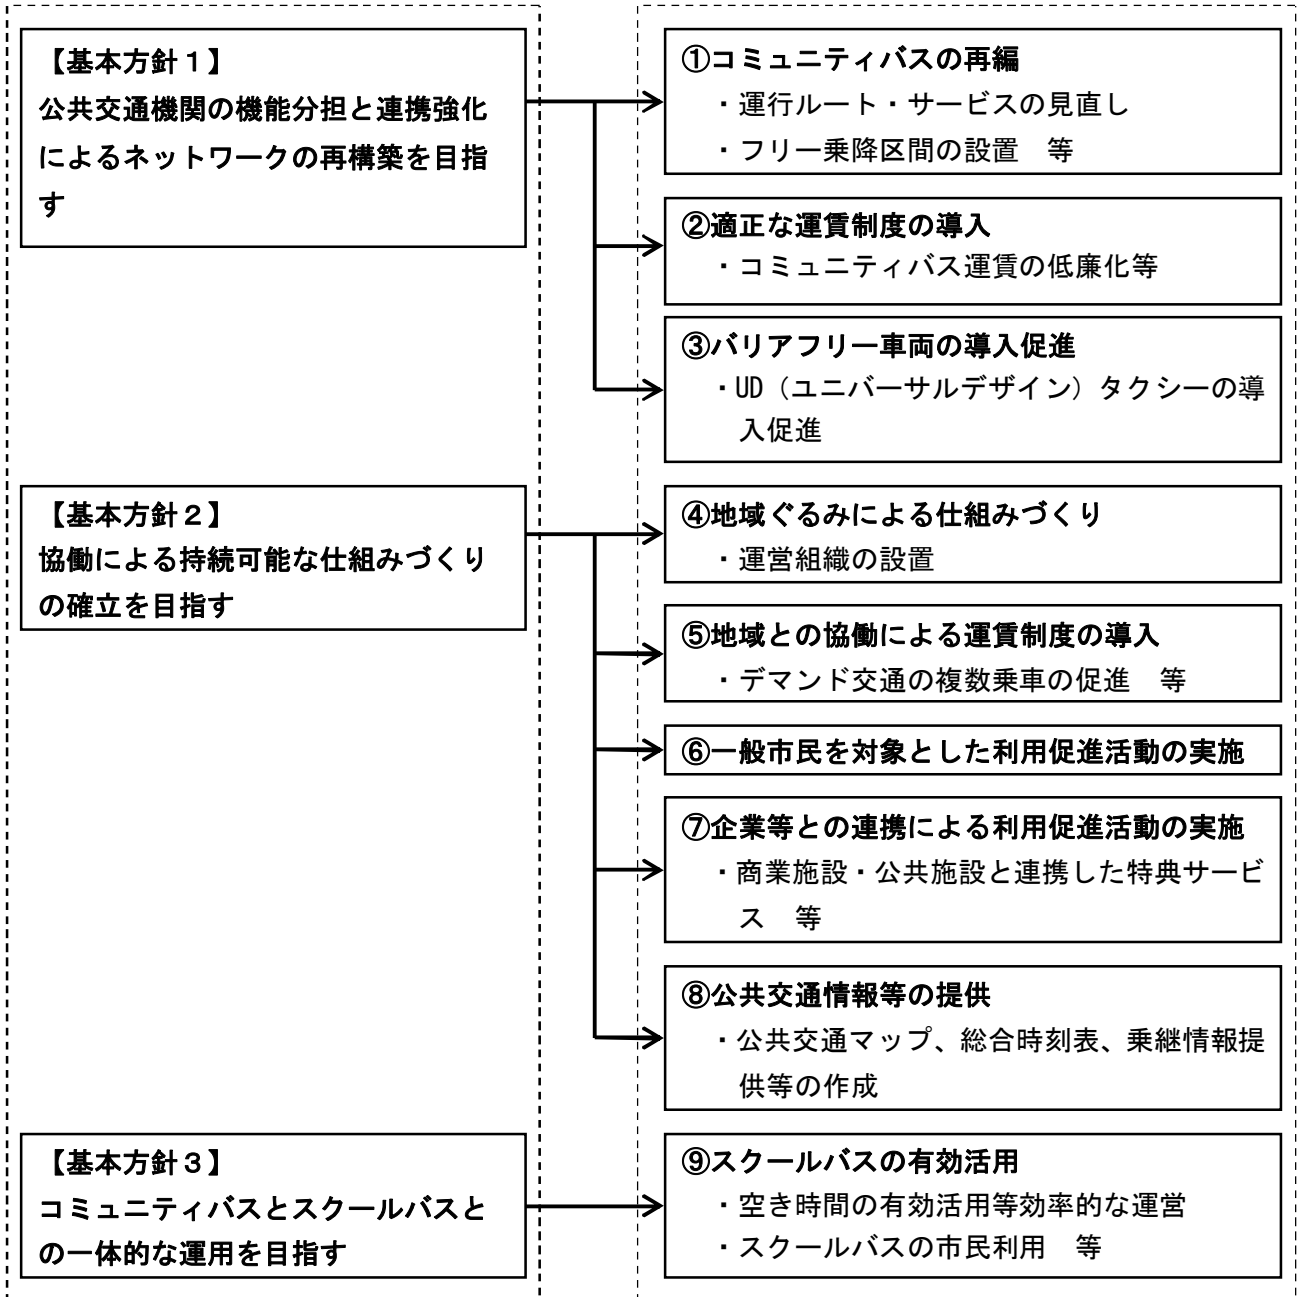 【基本方針１】
公共交通機関の機能分担と連携強化
によるネットワークの再構築を目指
す
①コミュニティバスの再編
・運行ルート・サービスの見直し
・フリー乗降区間の設置　等
②適正な運賃制度の導入
・コミュニティバス運賃の低廉化等
③バリアフリー車両の導入促進
・UD（ユニバーサルデザイン）タクシーの導
入促進
【基本方針２】
協働による持続可能な仕組みづくり
の確立を目指す
④地域ぐるみによる仕組みづくり
・運営組織の設置
⑤地域との協働による運賃制度の導入
・デマンド交通の複数乗車の促進　等
⑥一般市民を対象とした利用促進活動の実施
⑦企業等との連携による利用促進活動の実施
・商業施設・公共施設と連携した特典サービ
ス　等
⑧公共交通情報等の提供
・公共交通マップ、総合時刻表、乗継情報提
供等の作成
【基本方針３】
コミュニティバスとスクールバスと
の一体的な運用を目指す
⑨スクールバスの有効活用
・空き時間の有効活用等効率的な運営
・スクールバスの市民利用　等